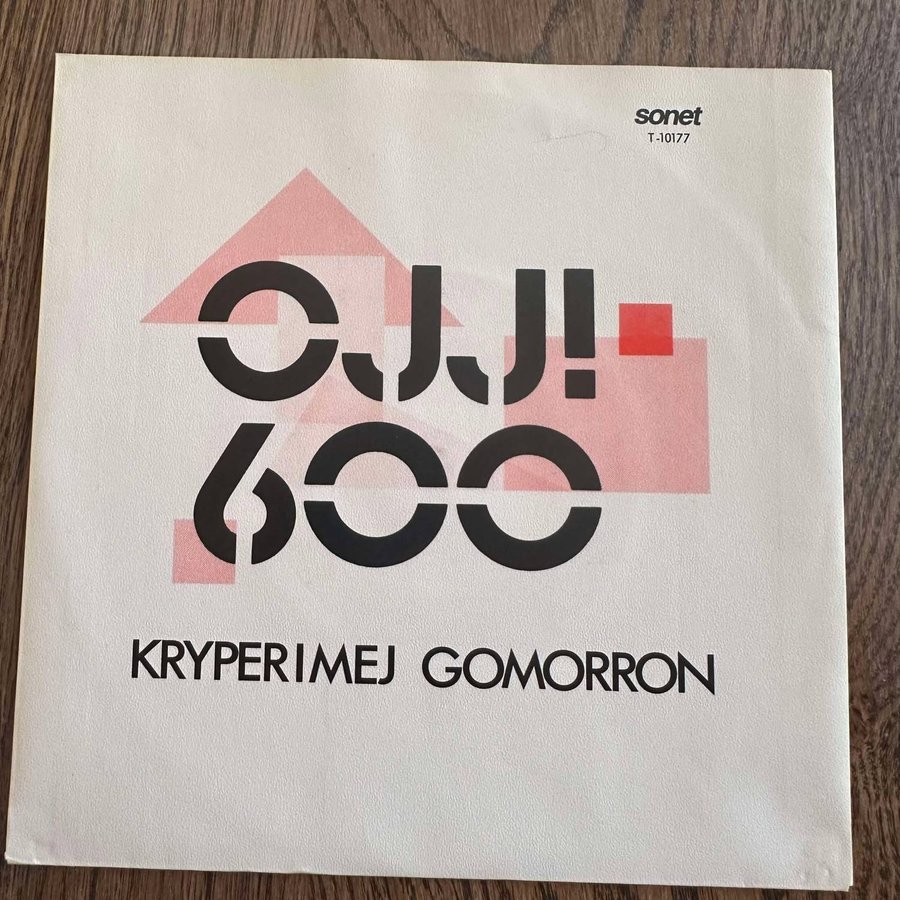 sonet
T-10177
OJJ!
600
KRYPERIMEJ GOMORRON